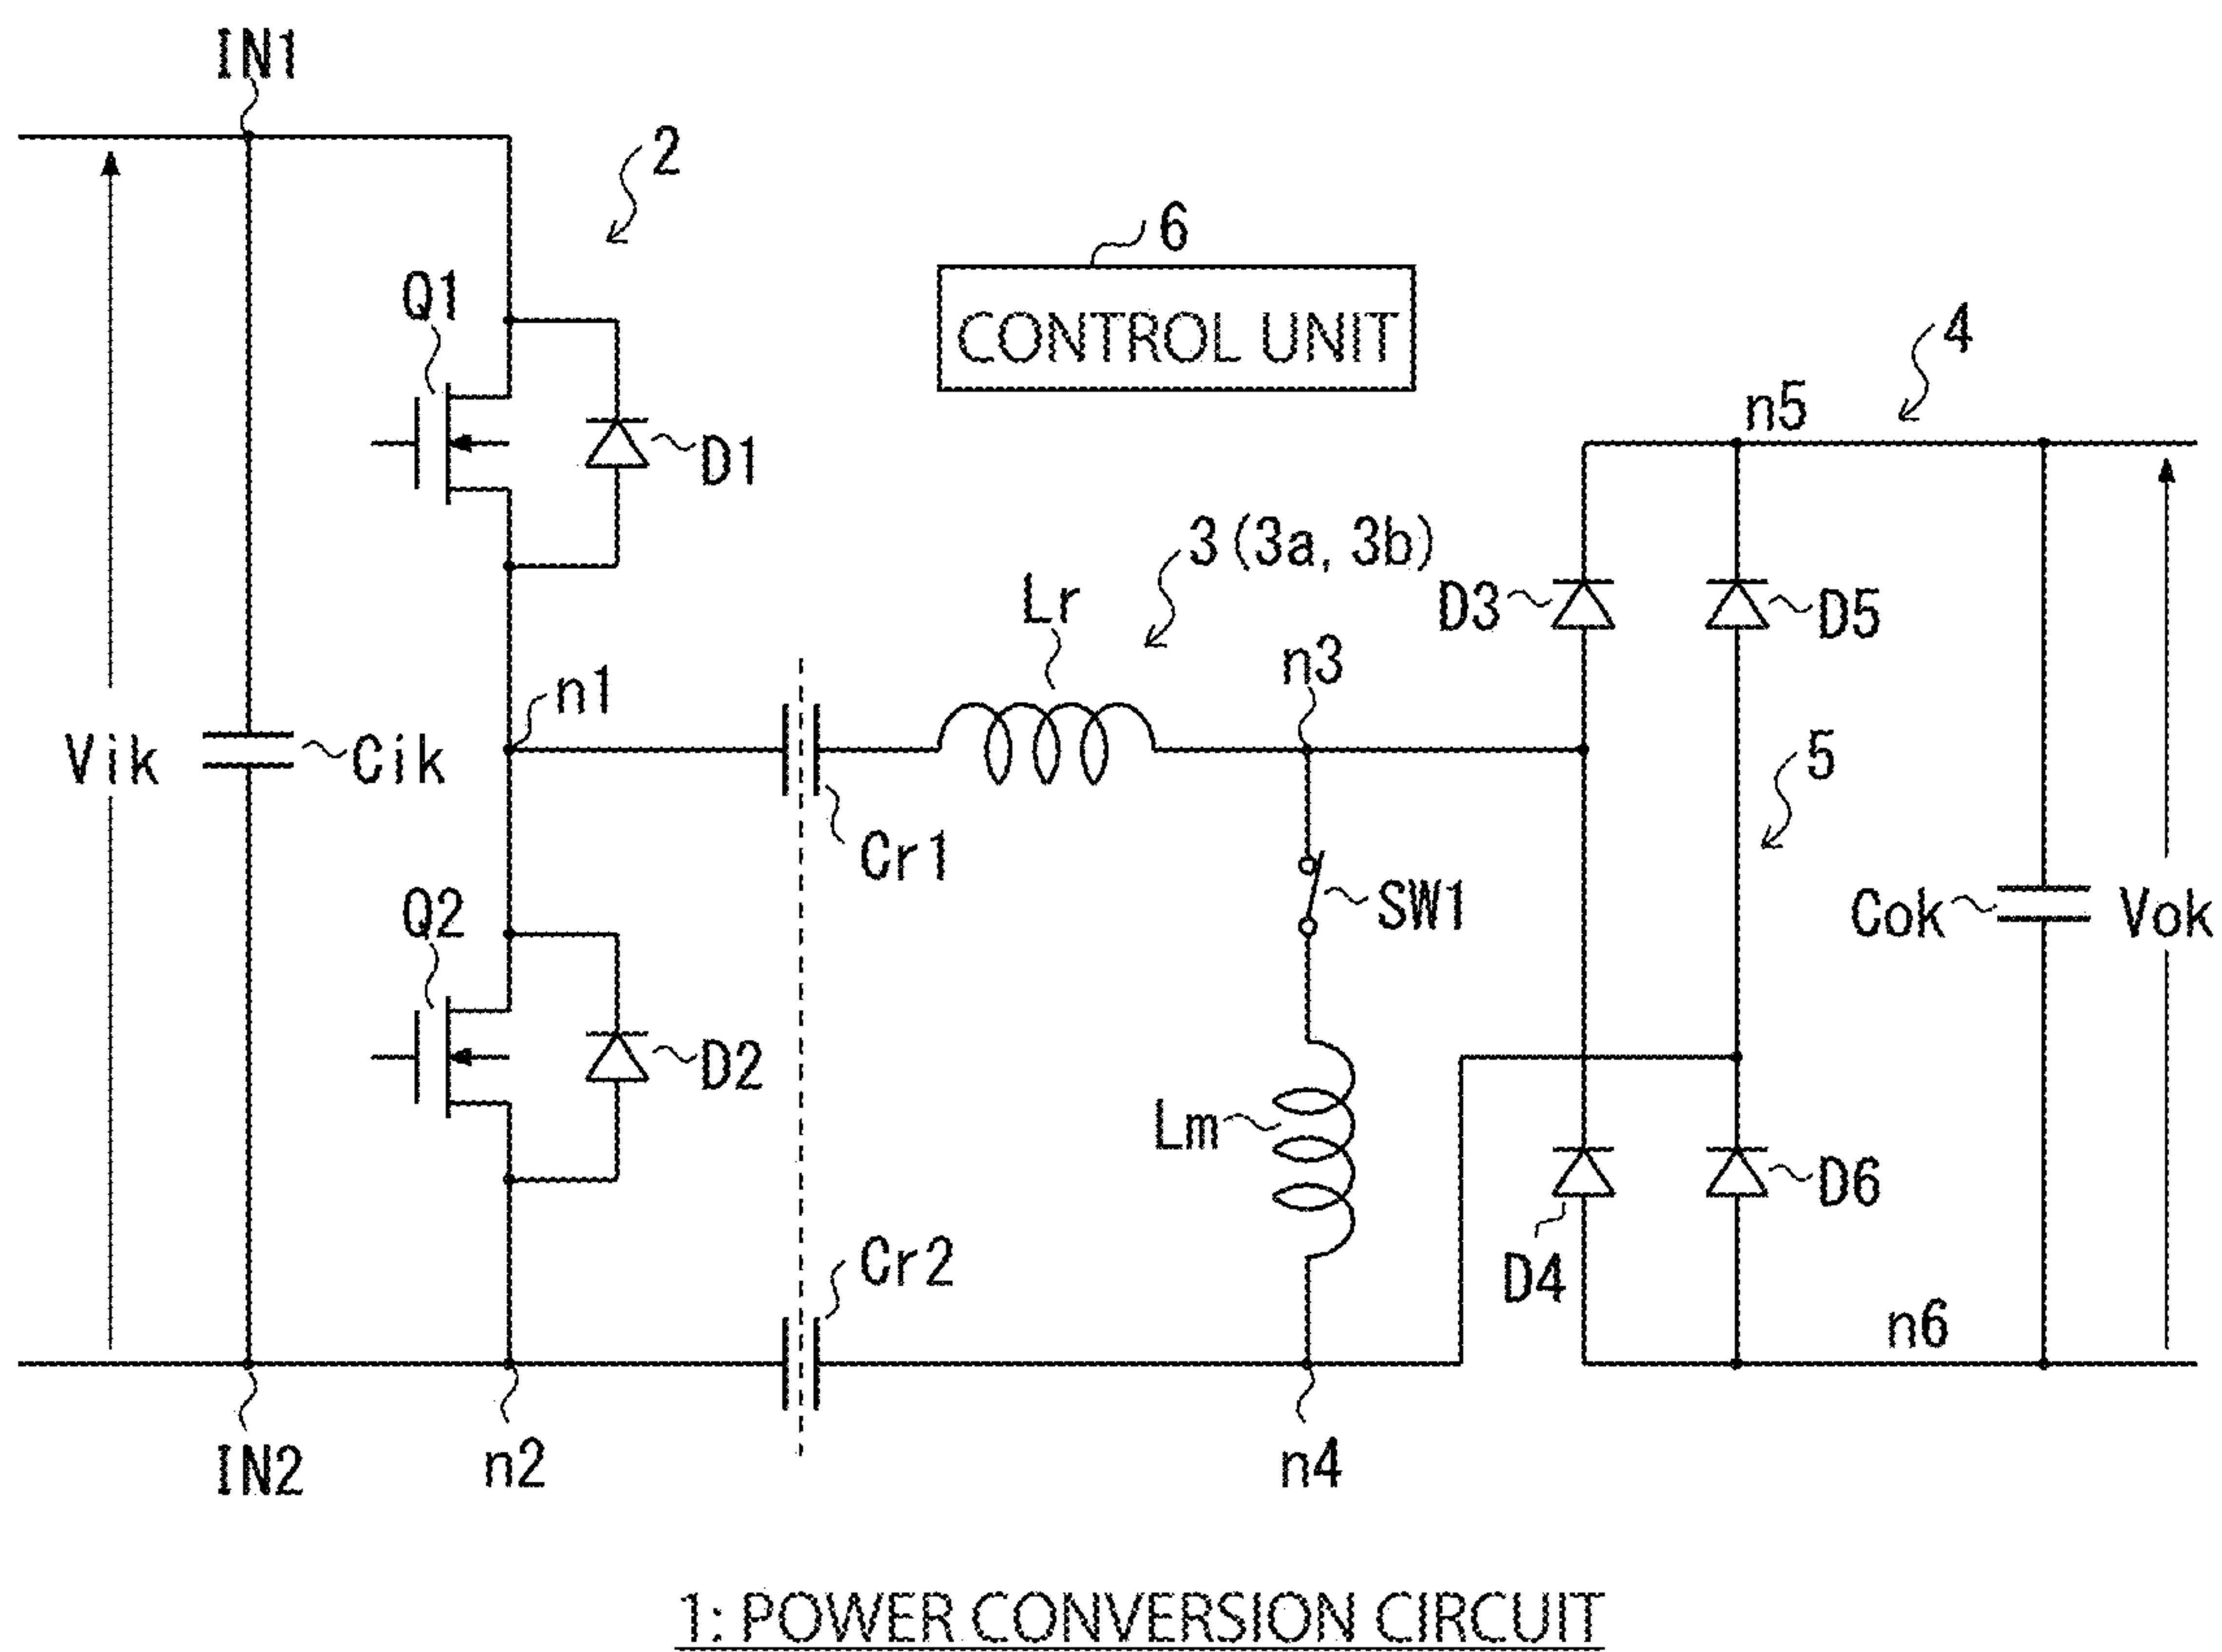 IN1
2
6
Q1
CONTROL UNIT
4
n5
D1
3(3a, 3b)
Lr
D3
D5
n3
n1
Vik
Cik
5
Cr1
Q2
SW1
Cok
Vok
D2
Lm
D6
Cr2
D4
n6
IN2
n2
n4
1: POWER CONVERSION CIRCUIT